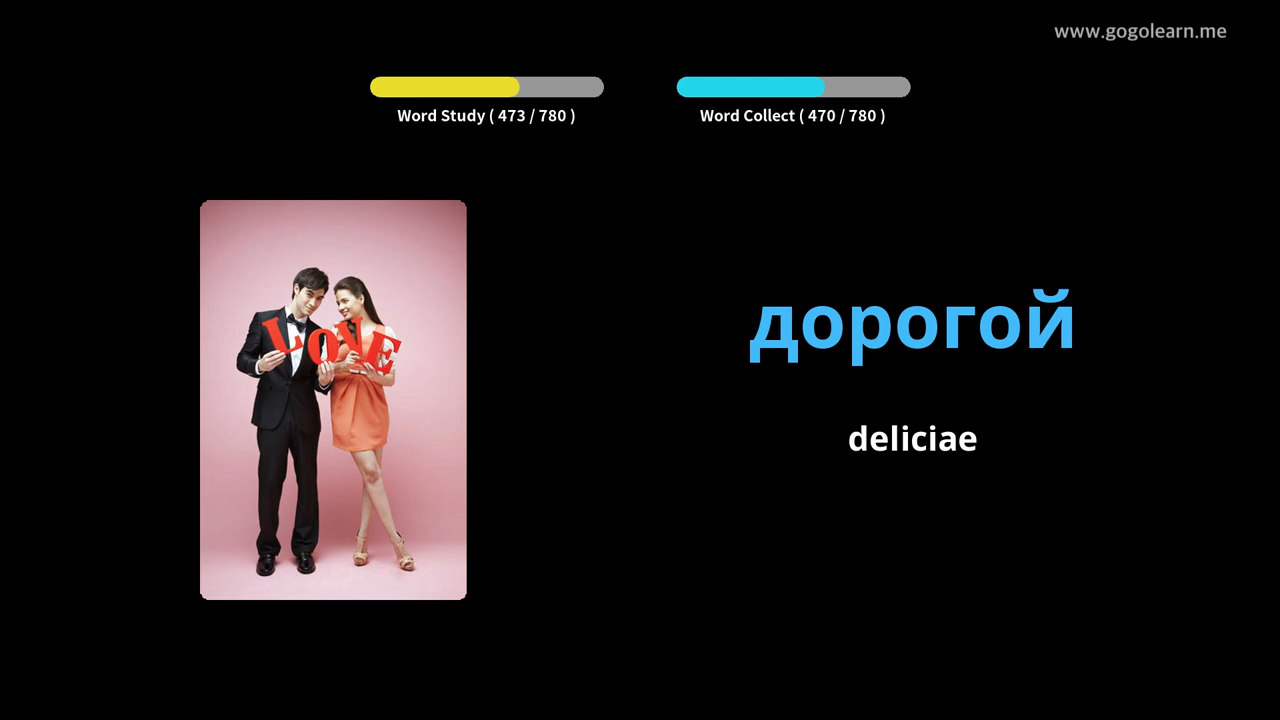 www.gogolearn.me
Word Study ( 473 / 780 )
Word Collect ( 470 / 780 )
LOVE
дорогой
deliciae